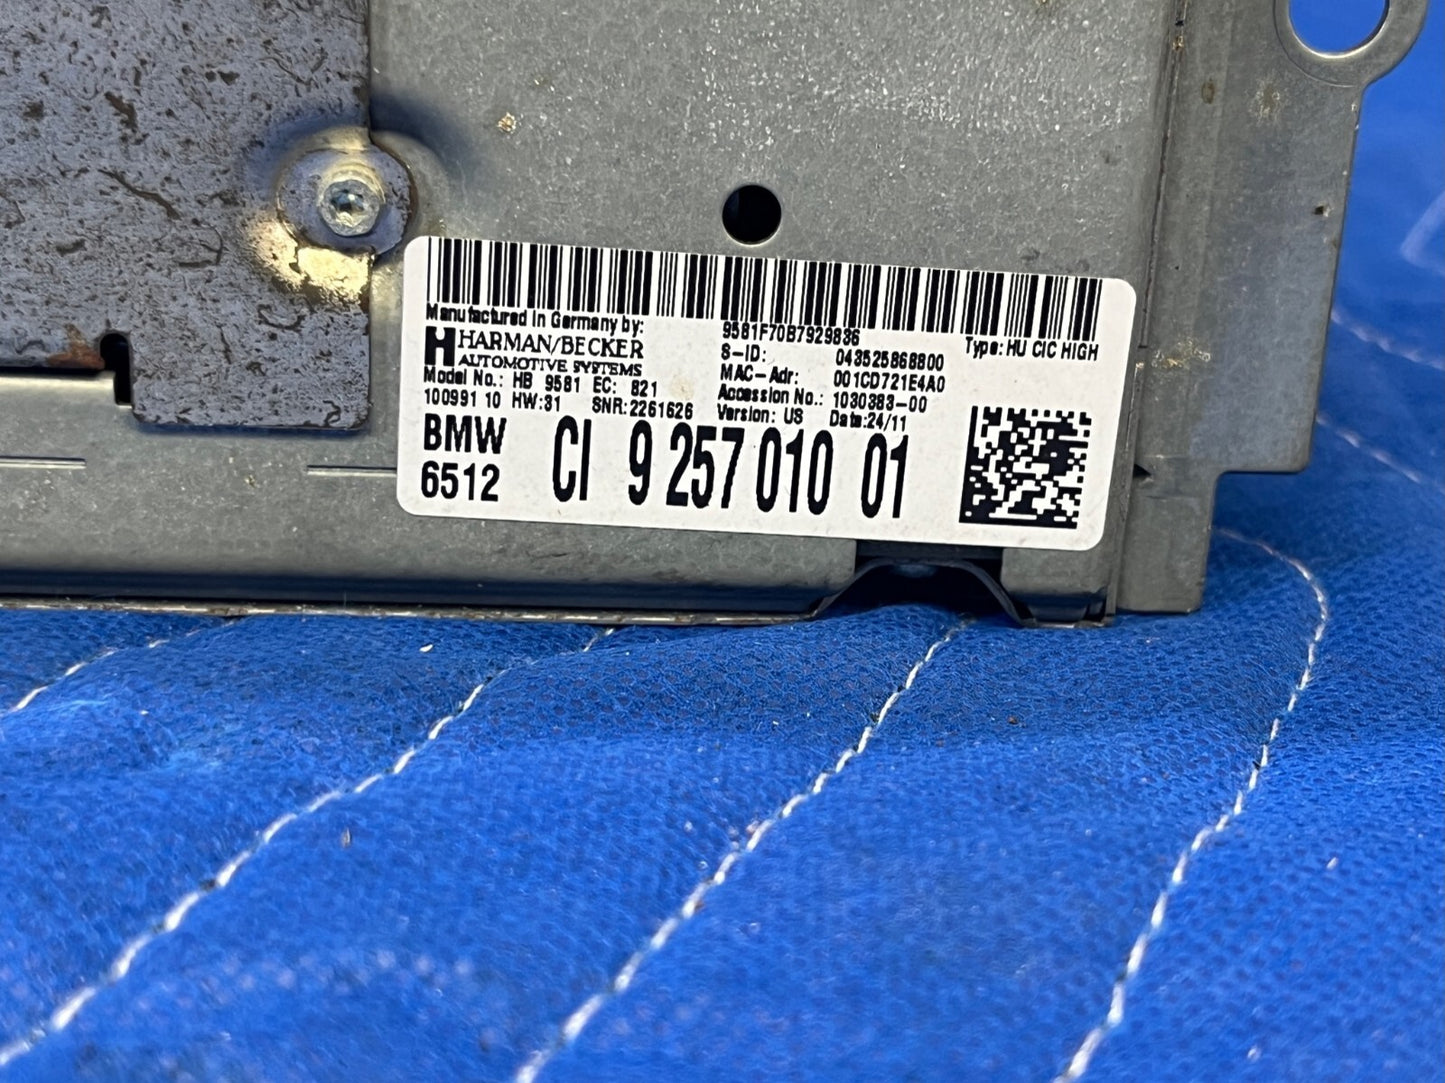 Manufactured in Germany by:
HARMAN/BECKER
AUTOMOTIVE SYSTEMS
Model No.: HB 9581 EC: 821
10099110 HW:31 SNR:2261626
9581F70B7929836
S-ID: 043525868800
MAC-Adr: 001CD721E4A0
Accession No.: 1030383-00
Version: US Date:24/11
Type: HU CIC HIGH
BMW
6512
CI 9 257 010 01